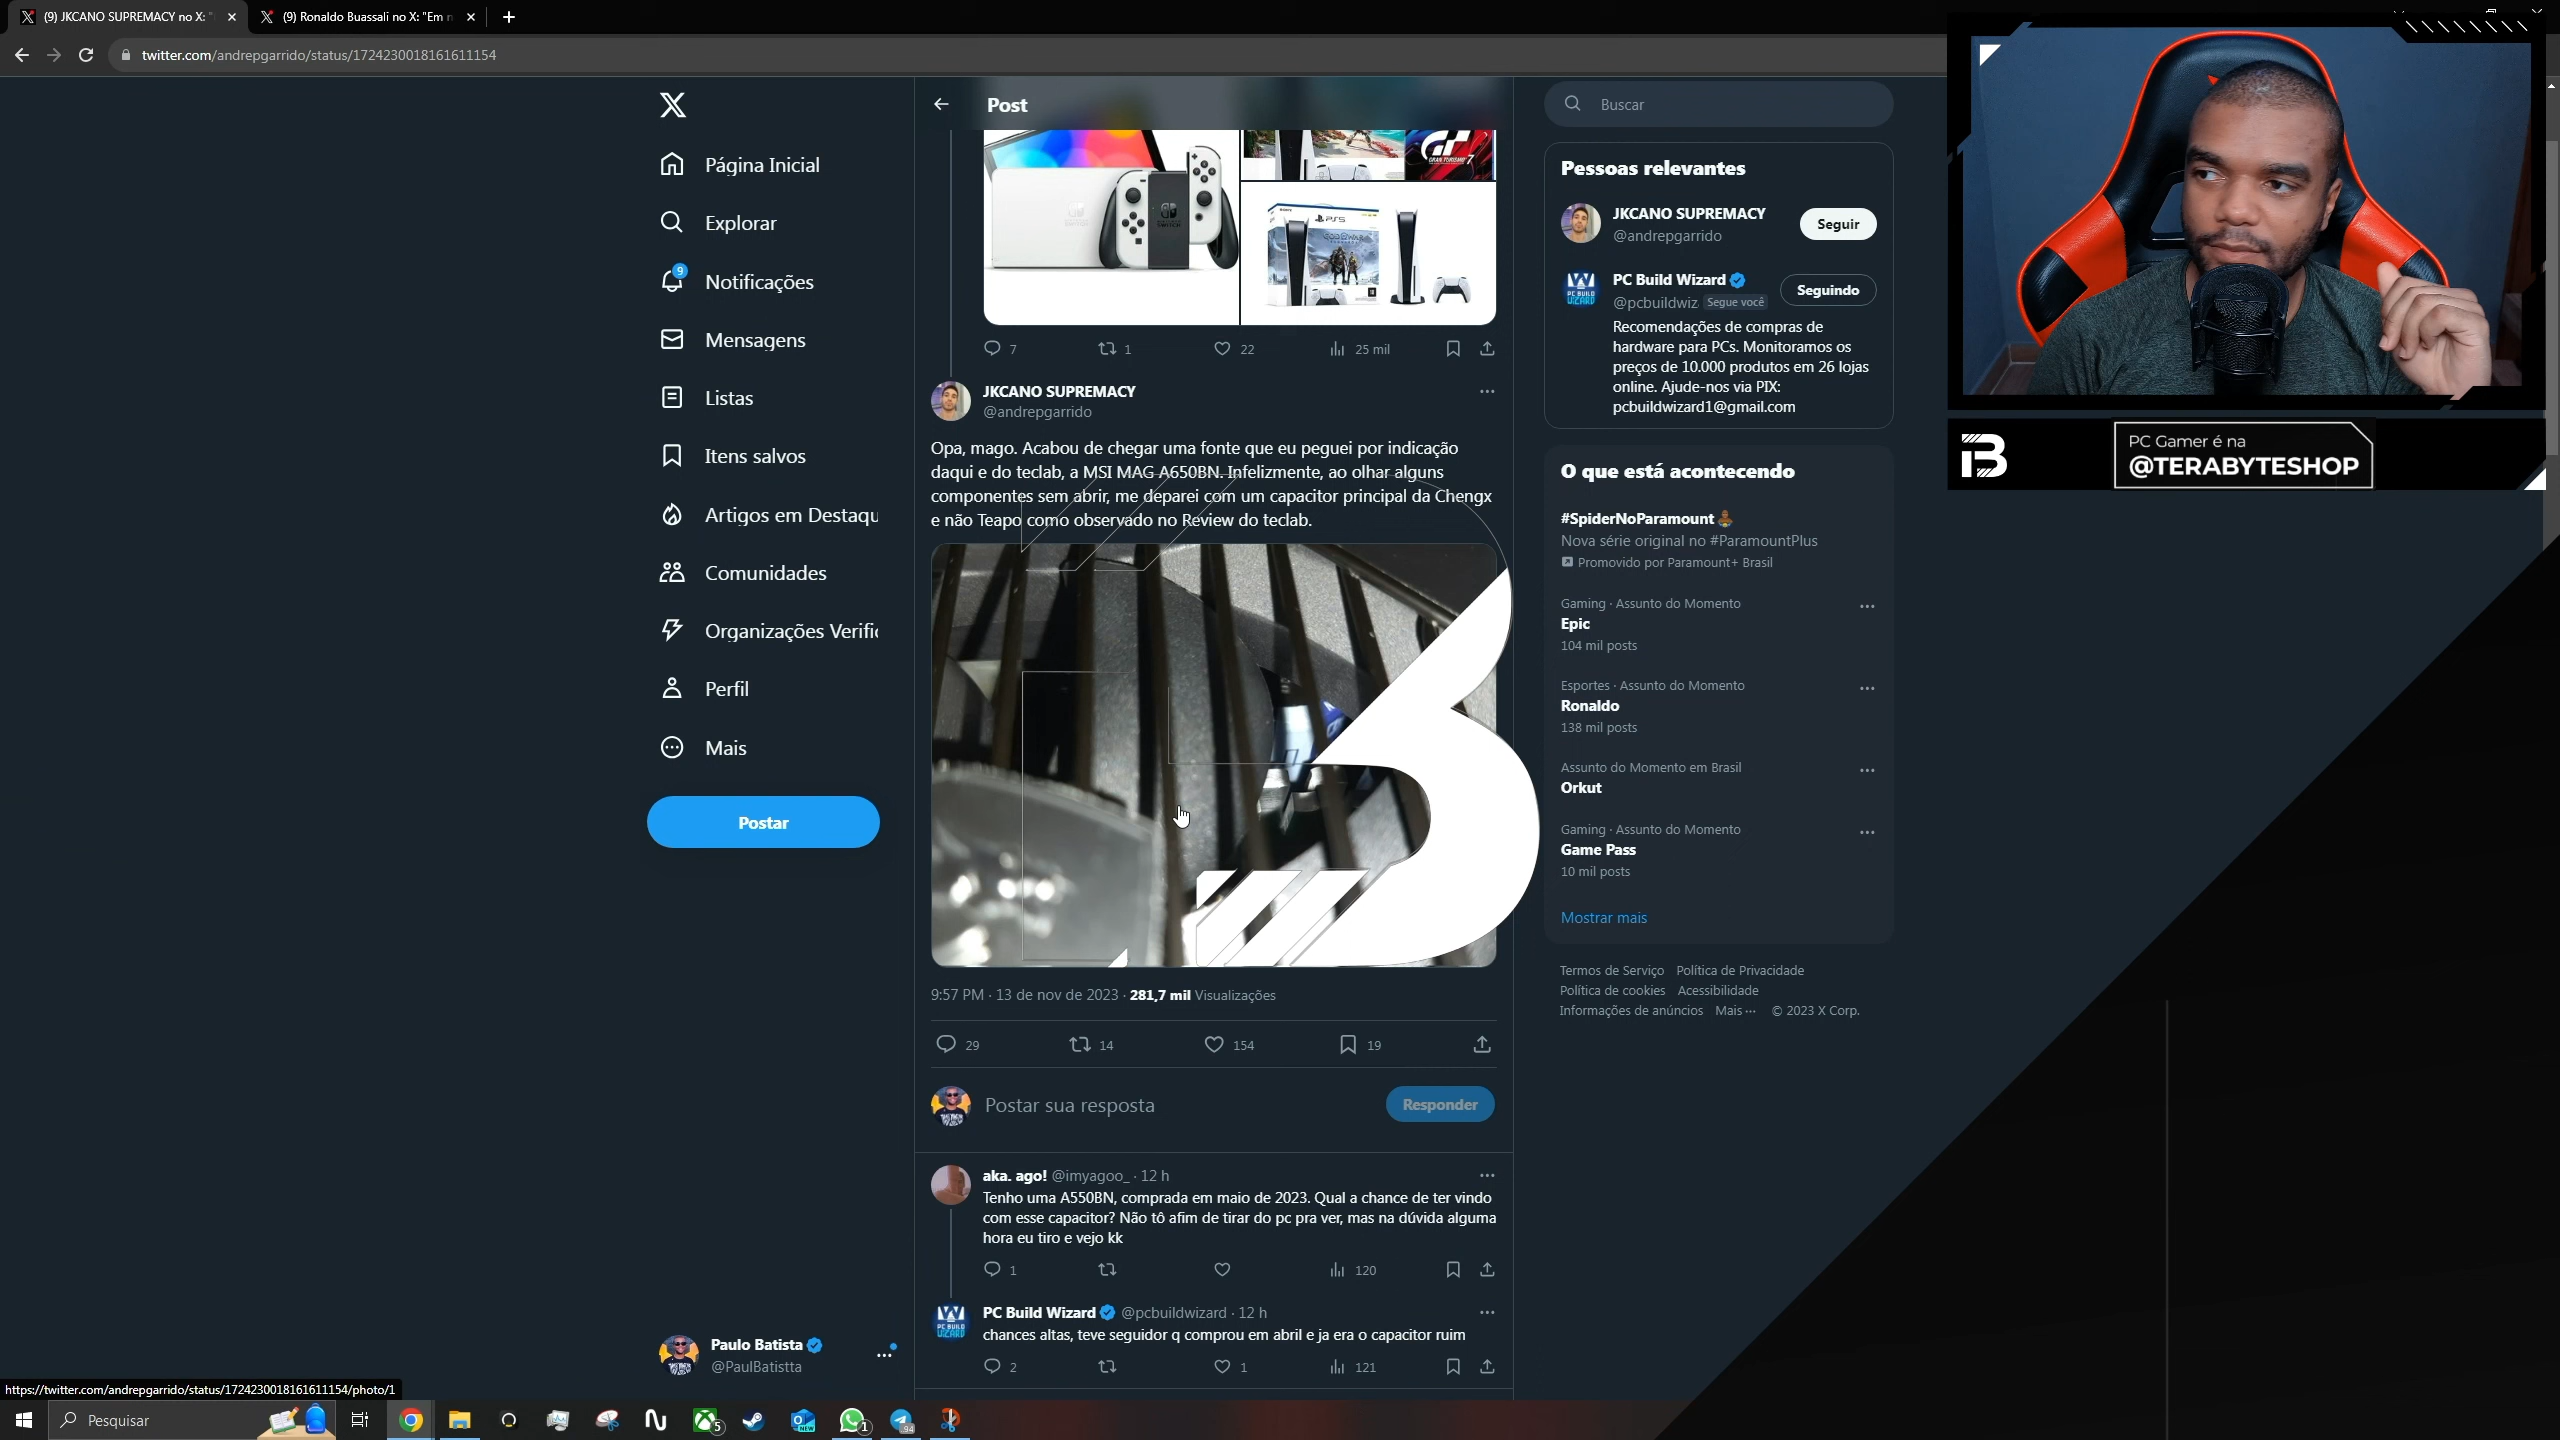 (9) JKCANO SUPREMACY no X: "
(9) Ronaldo Buassali no X: "Em n
twitter.com/andrepgarrido/status/1724230018161611154
Página Inicial
Explorar
9
Notificações
Mensagens
Listas
Itens salvos
Artigos em Destaqu
Comunidades
Organizações Verific
Perfil
Mais
Postar
Paulo Batista
@PaulBatistta
Post
GRAN TURISMO 7
PS5
GOD OF WAR
7
1
22
25 mil
JKCANO SUPREMACY
@andrepgarrido
Opa, mago. Acabou de chegar uma fonte que eu peguei por indicação
daqui e do teclab, a MSI MAG A650BN. Infelizmente, ao olhar alguns
componentes sem abrir, me deparei com um capacitor principal da Chengx
e não Teapo como observado no Review do teclab.
9:57 PM · 13 de nov de 2023 · 281,7 mil Visualizações
29
14
154
19
Postar sua resposta
Responder
aka. ago! @imyagoo_ · 12 h
Tenho uma A550BN, comprada em maio de 2023. Qual a chance de ter vindo
com esse capacitor? Não tô afim de tirar do pc pra ver, mas na dúvida alguma
hora eu tiro e vejo kk
1
120
PC Build Wizard @pcbuildwizard · 12 h
chances altas, teve seguidor q comprou em abril e ja era o capacitor ruim
2
1
121
Buscar
Pessoas relevantes
JKCANO SUPREMACY
@andrepgarrido
Seguir
PC Build Wizard
@pcbuildwiz Segue você
Seguindo
Recomendações de compras de
hardware para PCs. Monitoramos os
preços de 10.000 produtos em 26 lojas
online. Ajude-nos via PIX:
pcbuildwizard1@gmail.com
O que está acontecendo
#SpiderNoParamount
Nova série original no #ParamountPlus
Promovido por Paramount+ Brasil
Gaming · Assunto do Momento
Epic
104 mil posts
Esportes · Assunto do Momento
Ronaldo
138 mil posts
Assunto do Momento em Brasil
Orkut
Gaming · Assunto do Momento
Game Pass
10 mil posts
Mostrar mais
Termos de Serviço Política de Privacidade
Política de cookies Acessibilidade
Informações de anúncios Mais ··· © 2023 X Corp.
PC Gamer é na
@TERABYTESHOP
https://twitter.com/andrepgarrido/status/1724230018161611154/photo/1
Pesquisar
5
NEW
1
94